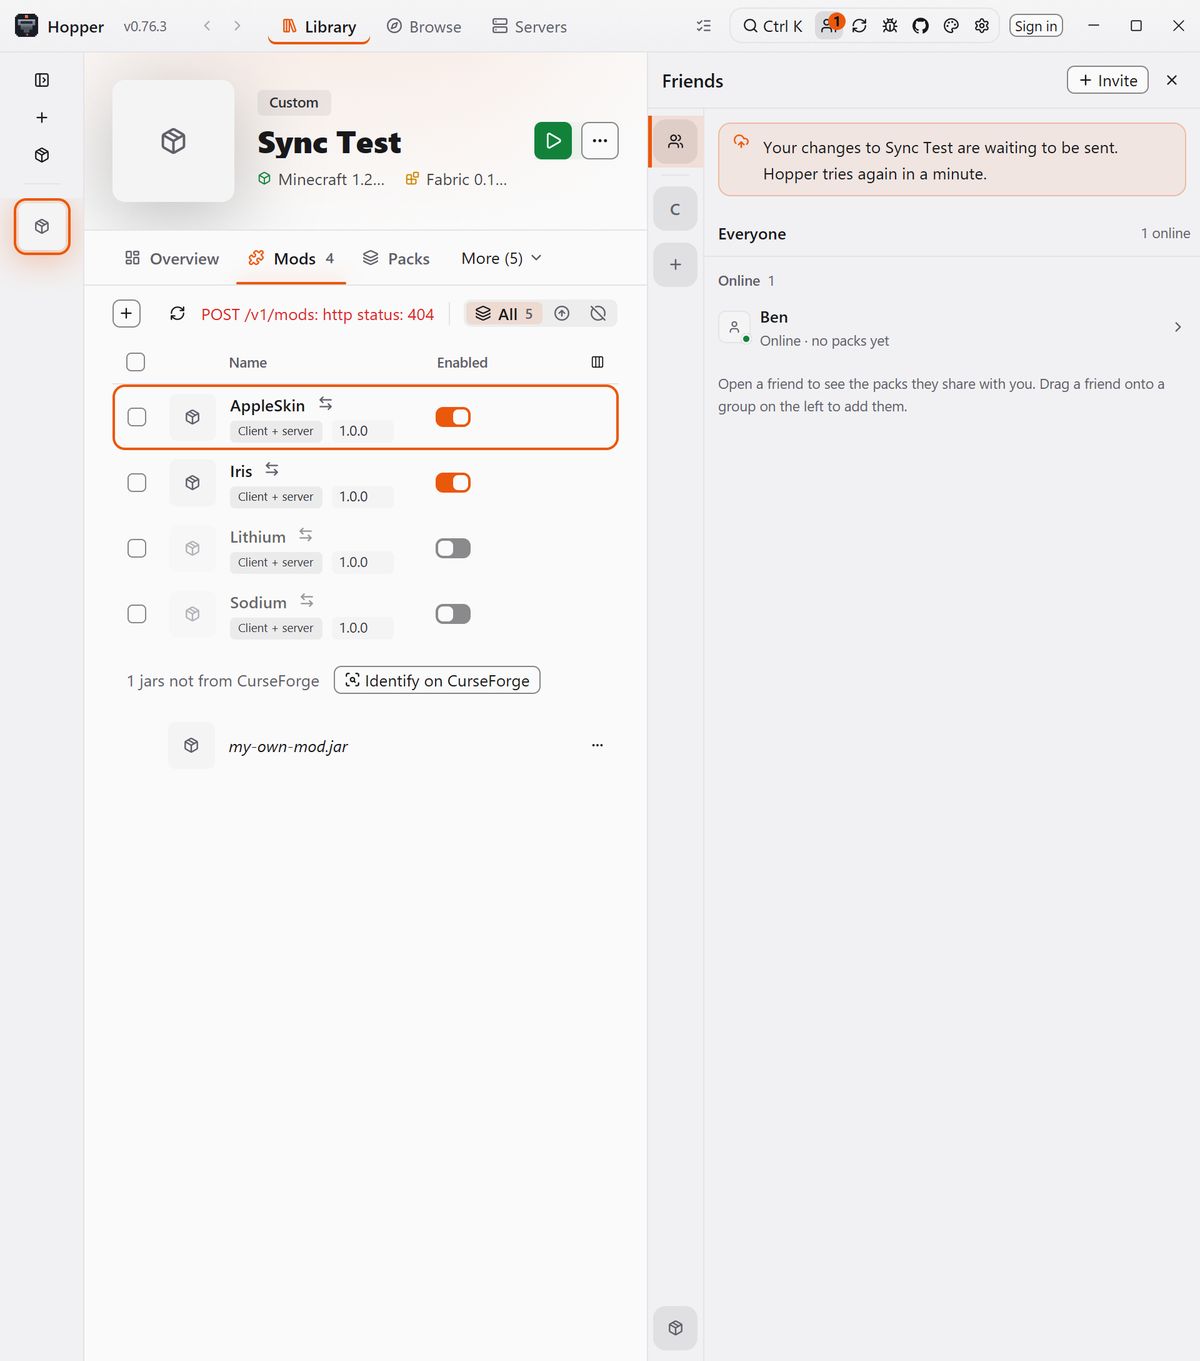 Hopper v0.76.3
Library
Browse
Servers
Ctrl K
1
Sign in
Custom
Sync Test
Minecraft 1.2...
Fabric 0.1...
Overview
Mods 4
Packs
More (5)
POST /v1/mods: http status: 404
All 5
Name
Enabled
AppleSkin
Client + server
1.0.0
Iris
Client + server
1.0.0
Lithium
Client + server
1.0.0
Sodium
Client + server
1.0.0
1 jars not from CurseForge
Identify on CurseForge
my-own-mod.jar
Friends
+ Invite
C
Your changes to Sync Test are waiting to be sent.
Hopper tries again in a minute.
Everyone
1 online
Online 1
Ben
Online · no packs yet
Open a friend to see the packs they share with you. Drag a friend onto a
group on the left to add them.